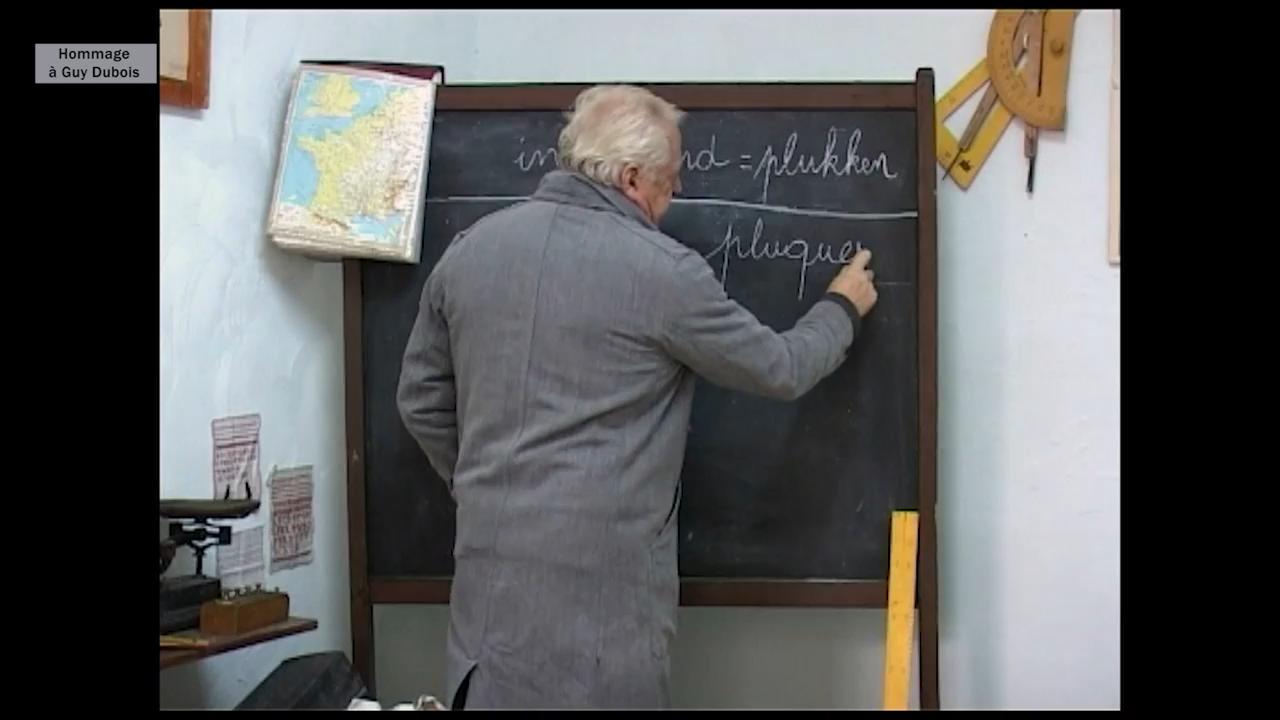 Hommage
à Guy Dubois
= plukken
pluquer